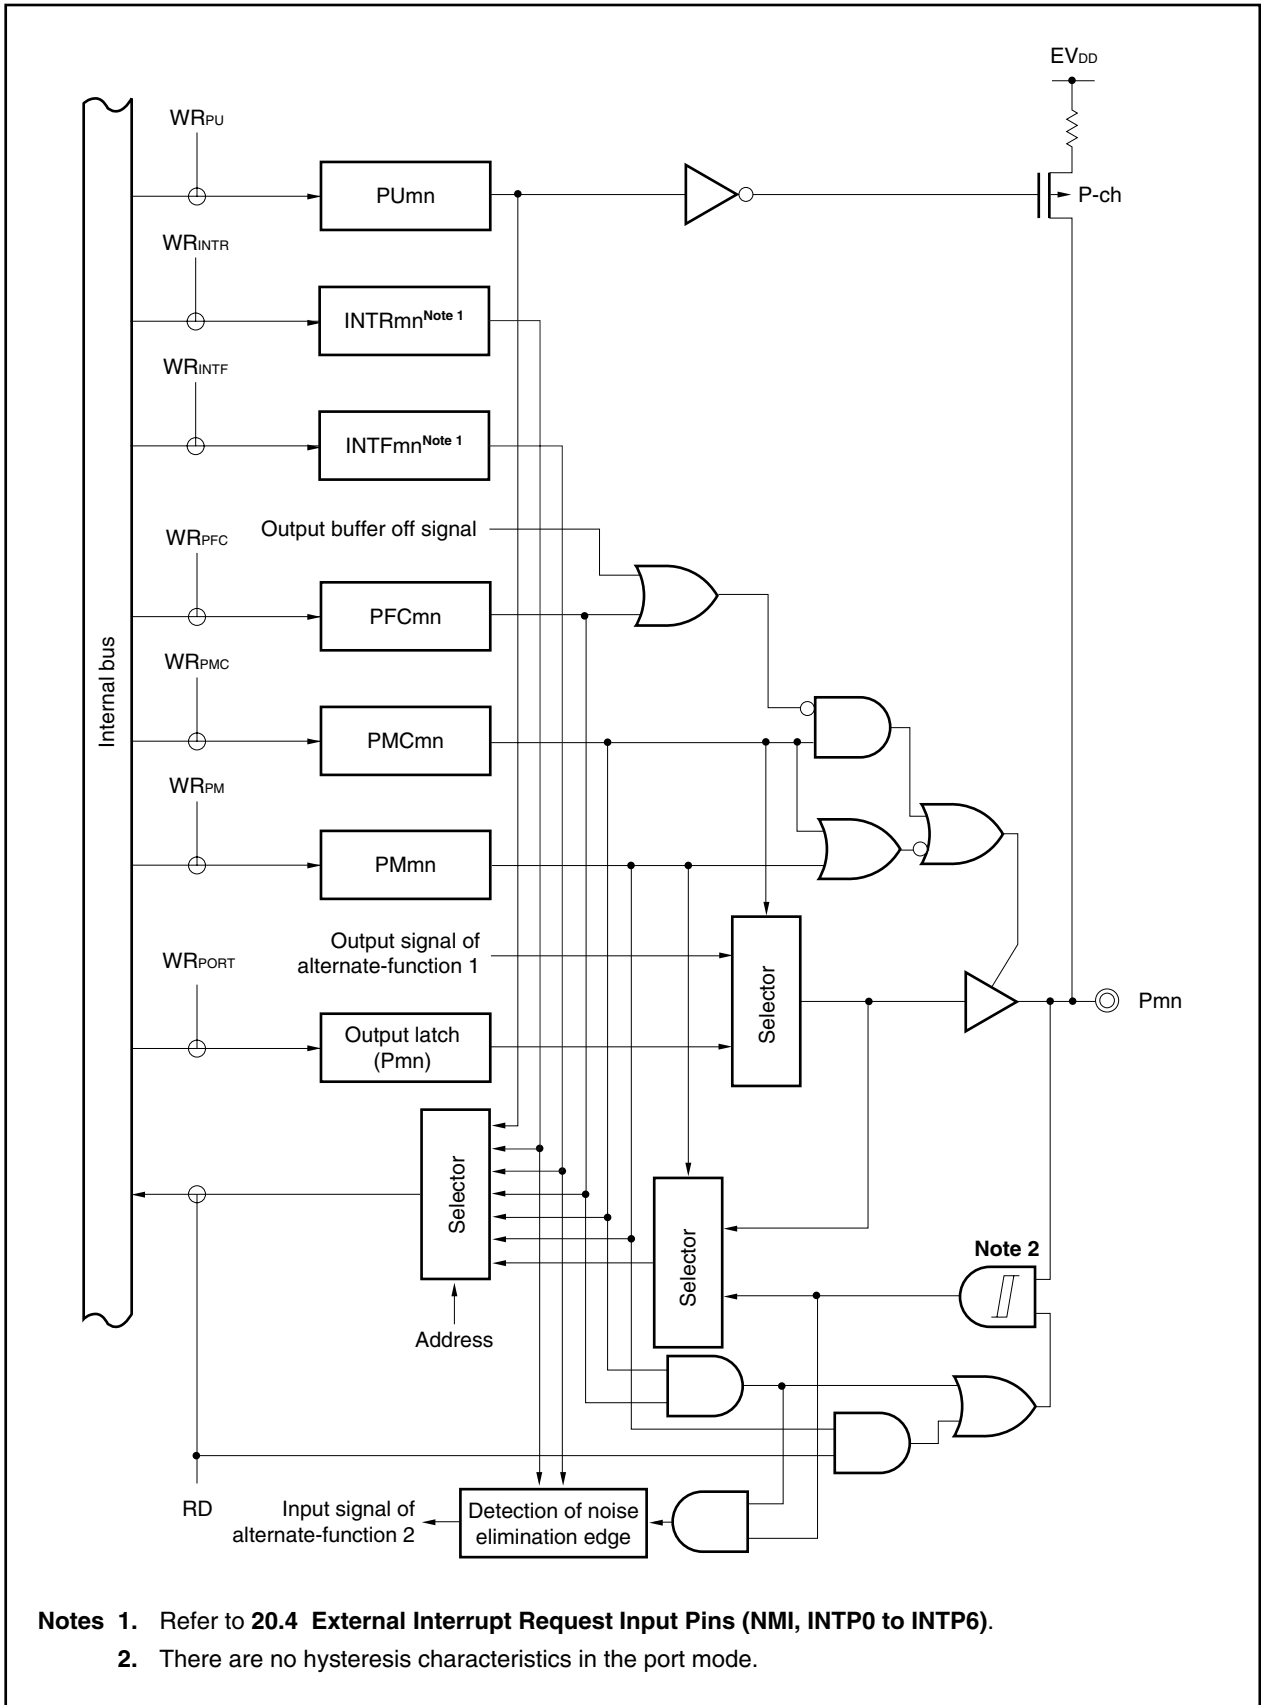 EVDD
WRPU
PUmn
P-ch
WRINTR
INTRmnNote 1
WRINTF
INTFmnNote 1
Output buffer off signal
WRPFC
PFCmn
Internal bus
WRPMC
PMCmn
WRPM
PMmn
Output signal of
alternate-function 1
WRPORT
Selector
Pmn
Output latch
(Pmn)
Selector
Selector
Note 2
Address
RD
Input signal of
alternate-function 2
Detection of noise
elimination edge
Notes 1. Refer to 20.4 External Interrupt Request Input Pins (NMI, INTP0 to INTP6).
2. There are no hysteresis characteristics in the port mode.